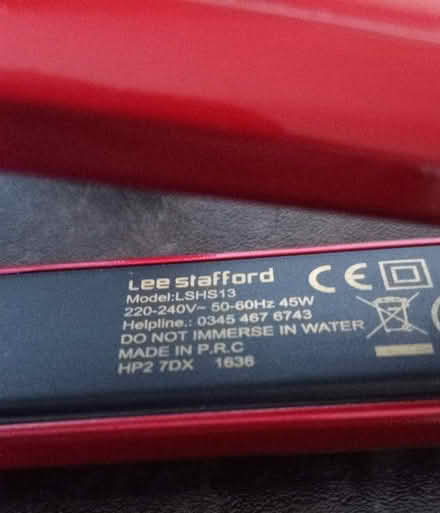 Lee stafford
Model:LSHS13
220-240V~ 50-60Hz 45W
Helpline.: 0345 467 6743
DO NOT IMMERSE IN WATER
MADE IN P.R.C
HP2 7DX 1636
CE